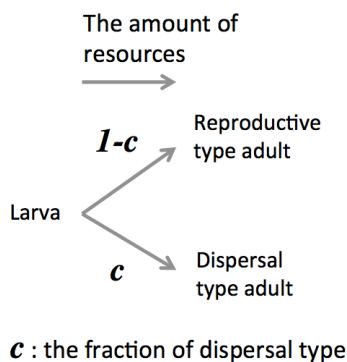 The amount of
resources
1-c
Reproductive
type adult
Larva
c
Dispersal
type adult
c : the fraction of dispersal type